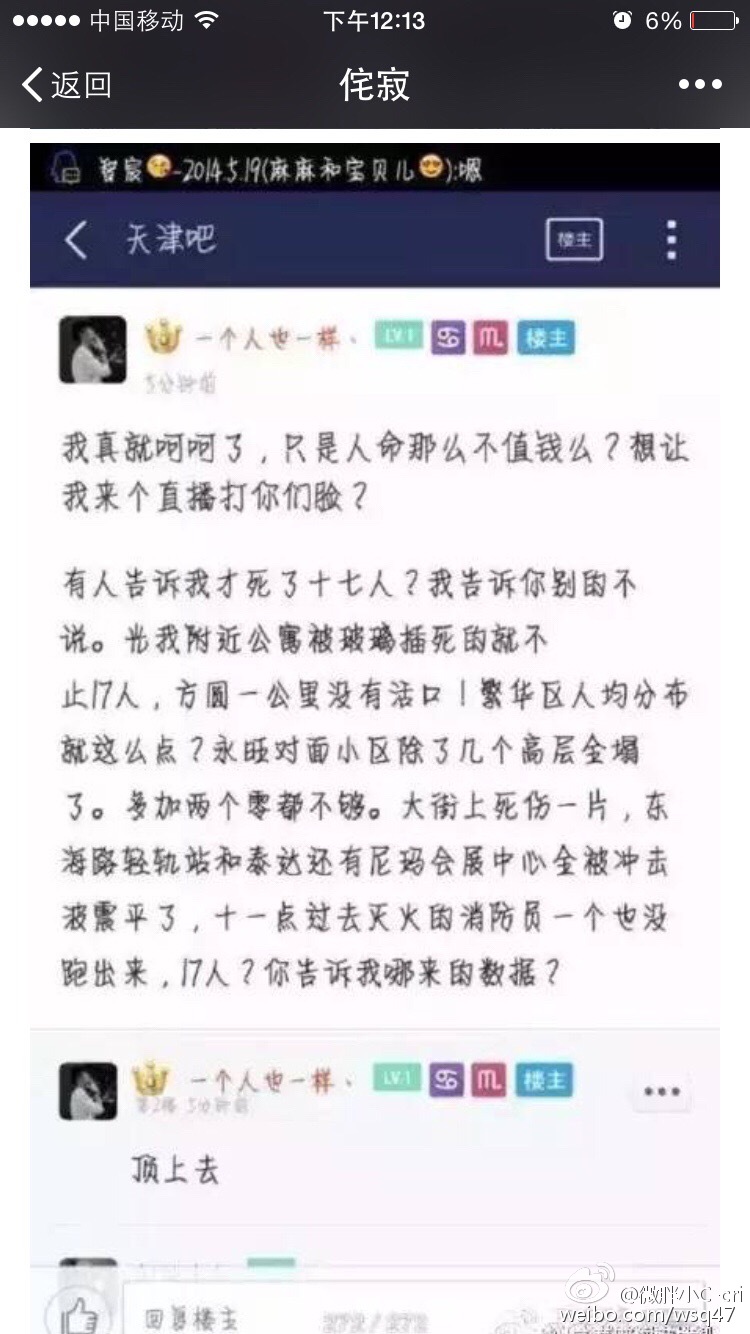 中国移动 下午12:13 6%
返回 侘寂
2014.5.19(麻麻和宝贝儿):嗯
天津吧 楼主
一个人也一样、 LV.1 楼主
5分钟前
我真就呵呵了，只是人命那么不值钱么？想让
我来个直播打你们脸？
有人告诉我才死了十七人？我告诉你别的不
说。光我附近公寓被玻璃插死的就不
止17人，方圆一公里没有活口！繁华区人均分布
就这么点？永旺对面小区除了几个高层全塌
了。多加两个零都不够。大街上死伤一片，东
海路轻轨站和泰达还有尼玛会展中心全被冲击
波震平了，十一点过去灭火的消防员一个也没
跑出来，17人？你告诉我哪来的数据？
一个人也一样、 LV.1 楼主
第2楼 5分钟前
顶上去
回复楼主
@微胖小C-cri
weibo.com/wsq47